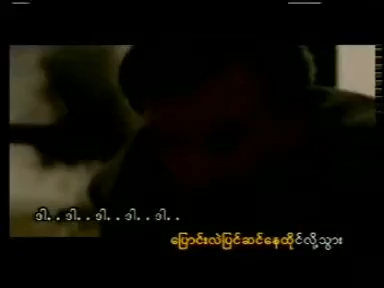 ဒါ. . ဒါ. . ဒါ. . ဒါ. . ဒါ. .
ပြောင်းလဲပြင်ဆင်နေထိုင်လို့သွား